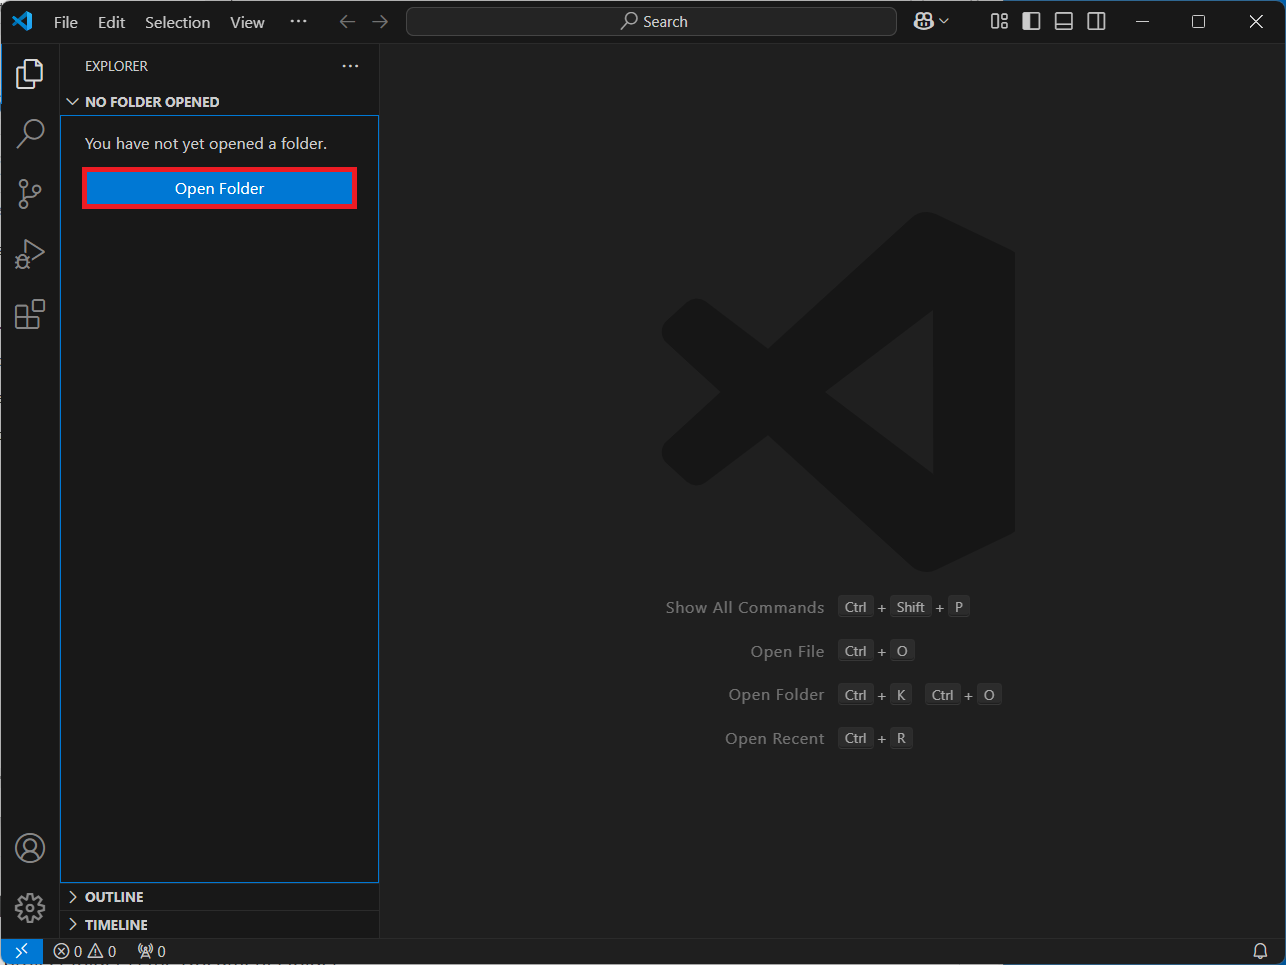 File Edit Selection View ··· Search
EXPLORER ···
NO FOLDER OPENED
You have not yet opened a folder.
Open Folder
Show All Commands Ctrl + Shift + P
Open File Ctrl + O
Open Folder Ctrl + K Ctrl + O
Open Recent Ctrl + R
OUTLINE
TIMELINE
0 0 0